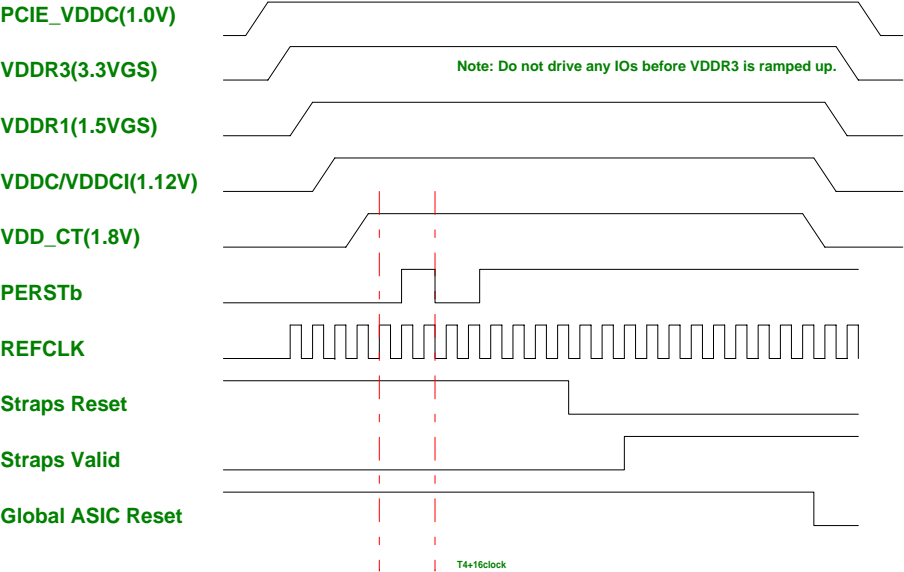 PCIE_VDDC(1.0V)
VDDR3(3.3VGS)
Note: Do not drive any IOs before VDDR3 is ramped up.
VDDR1(1.5VGS)
VDDC/VDDCI(1.12V)
VDD_CT(1.8V)
PERSTb
REFCLK
Straps Reset
Straps Valid
Global ASIC Reset
T4+16clock